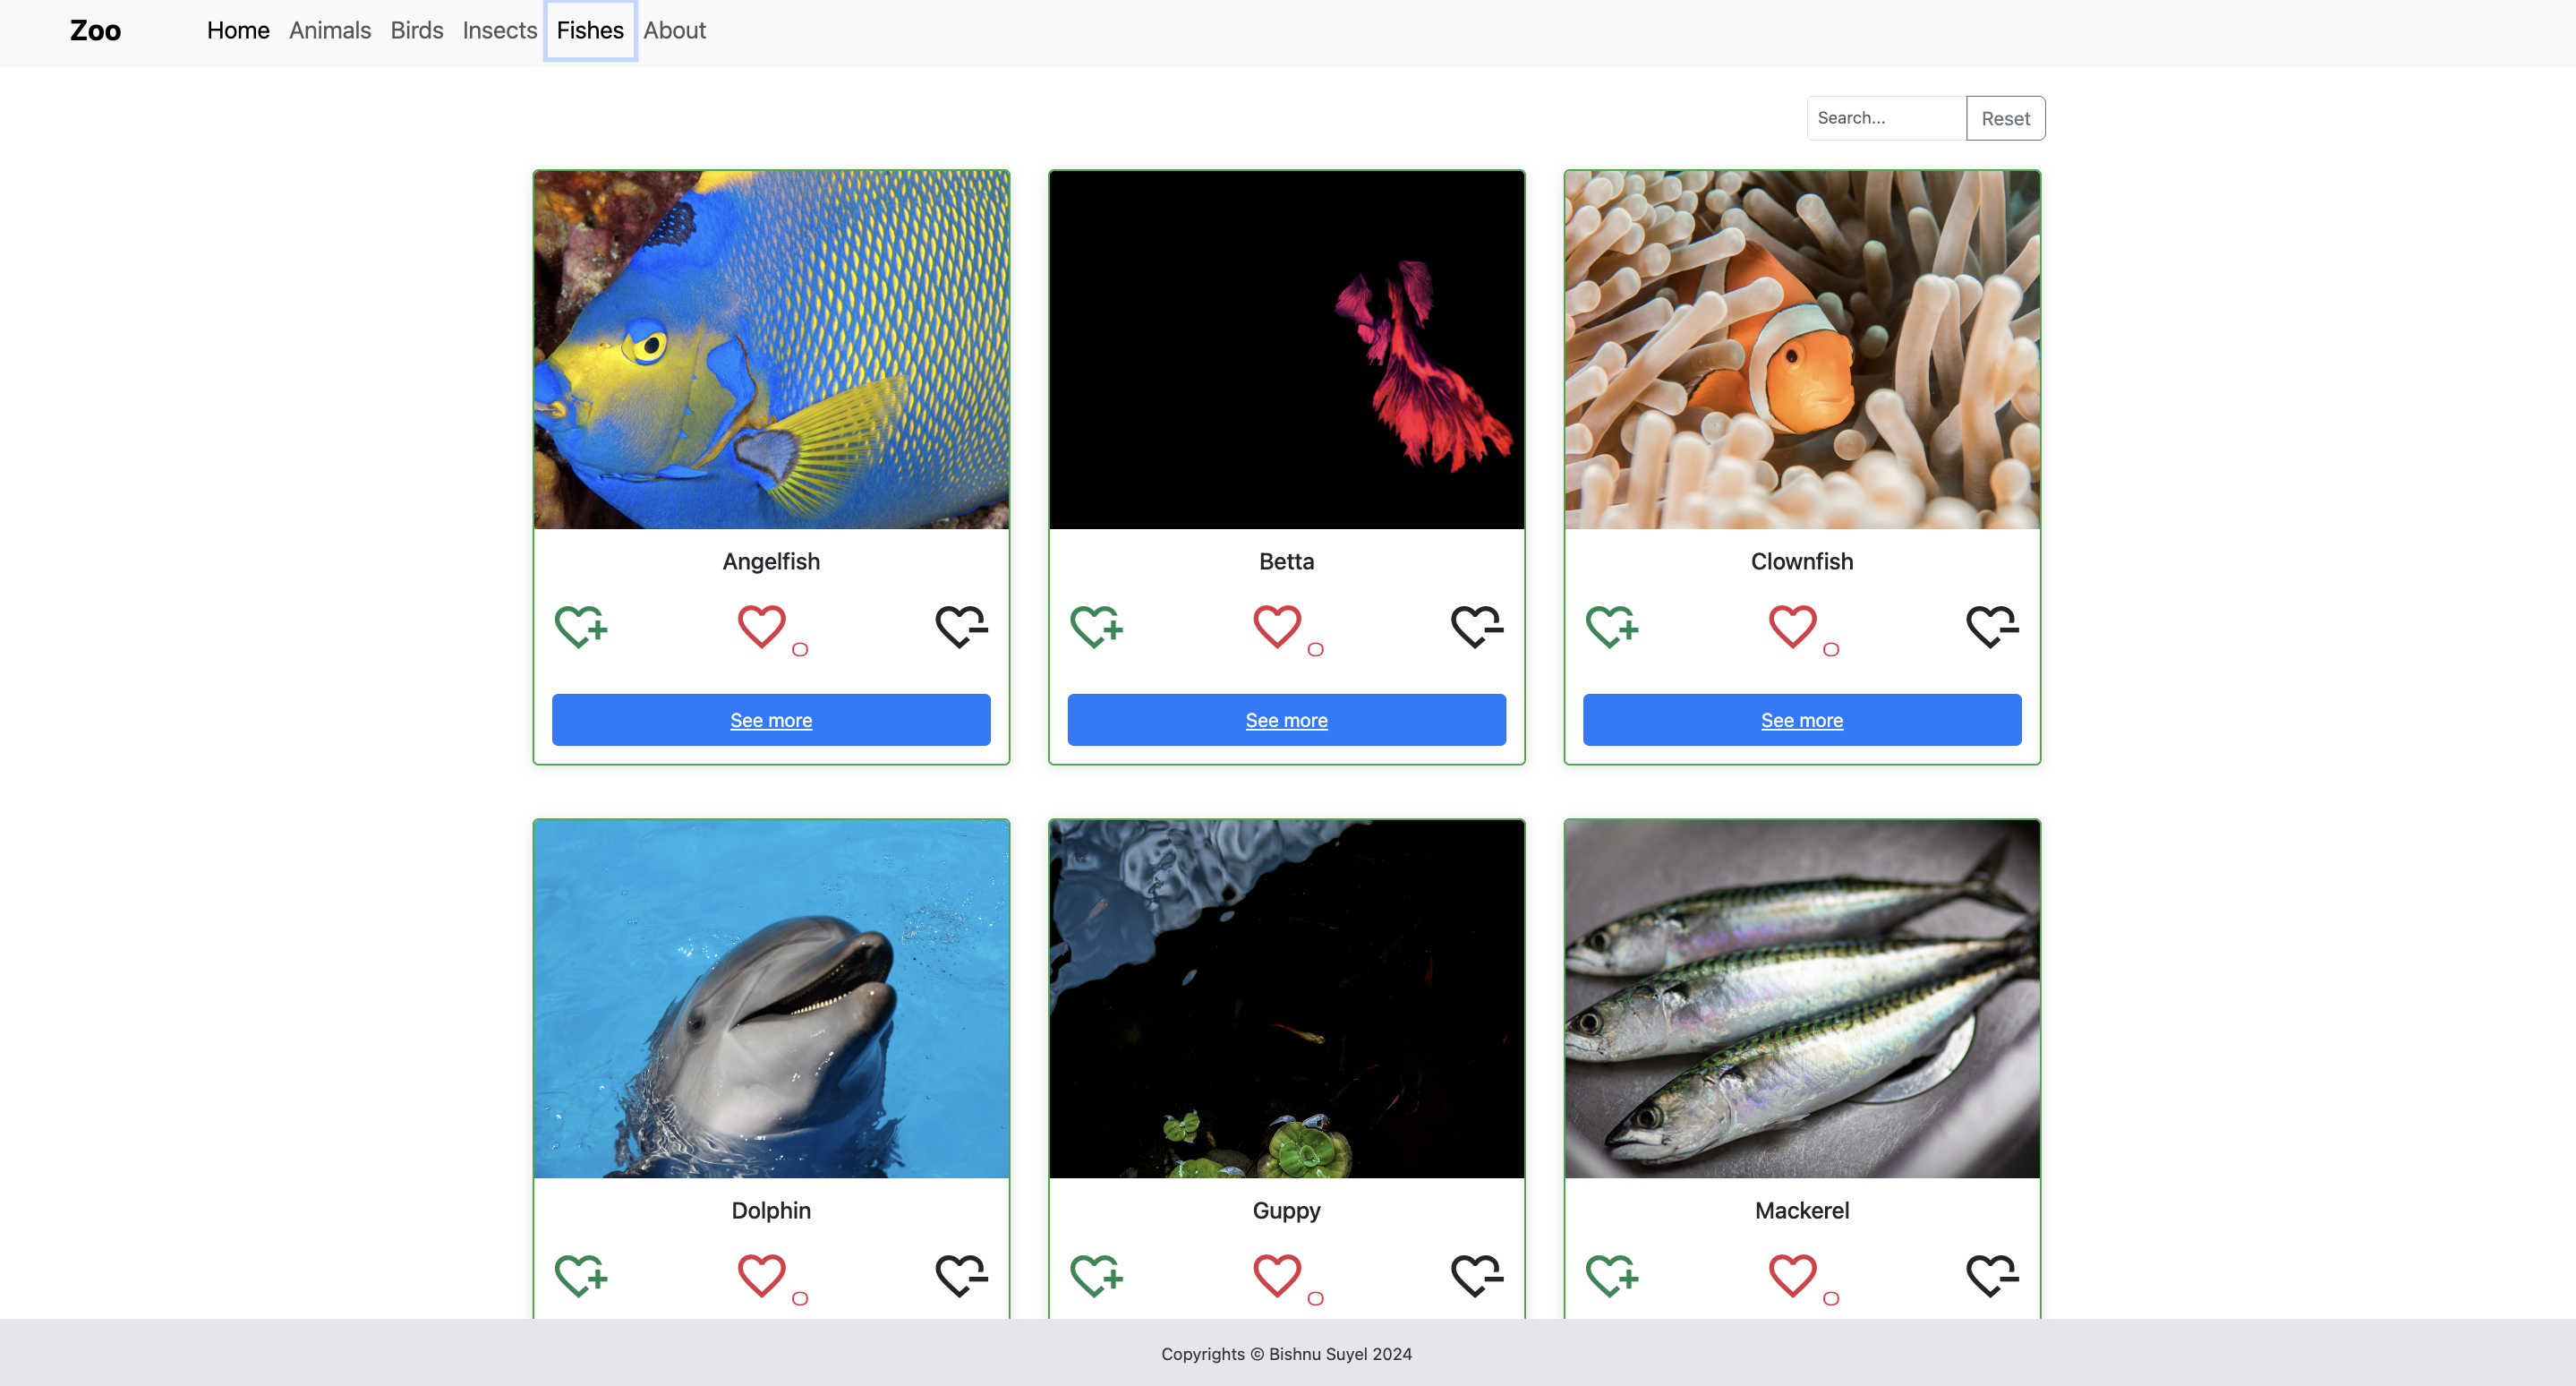 Zoo Home Animals Birds Insects Fishes About
Search... Reset
Angelfish Betta Clownfish
0 0 0
See more See more See more
Dolphin Guppy Mackerel
0 0 0
Copyrights © Bishnu Suyel 2024